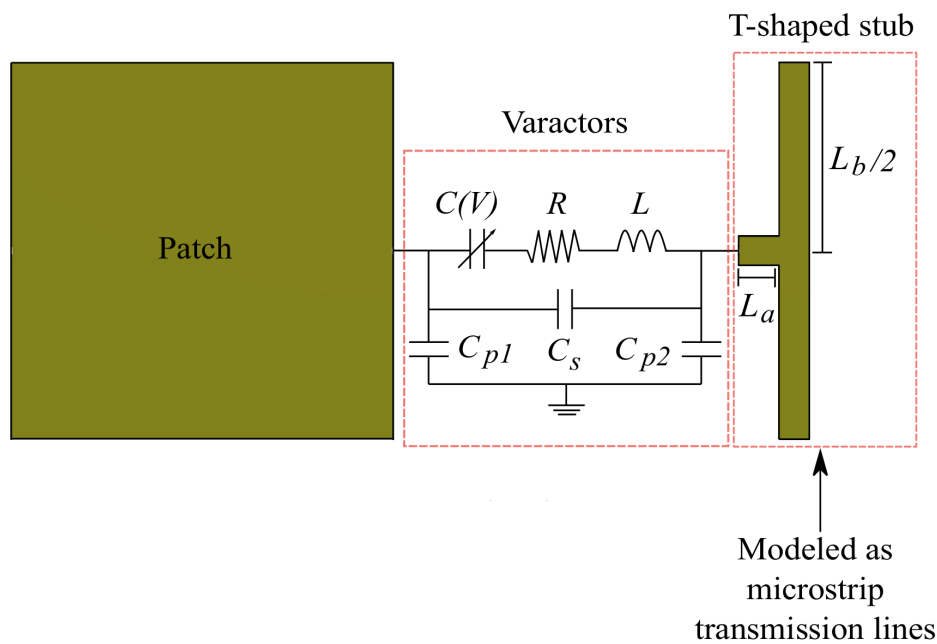 T-shaped stub
Varactors
L_b/2
C(V) R L
Patch
L_a
C_p1 C_s C_p2
Modeled as
microstrip
transmission lines